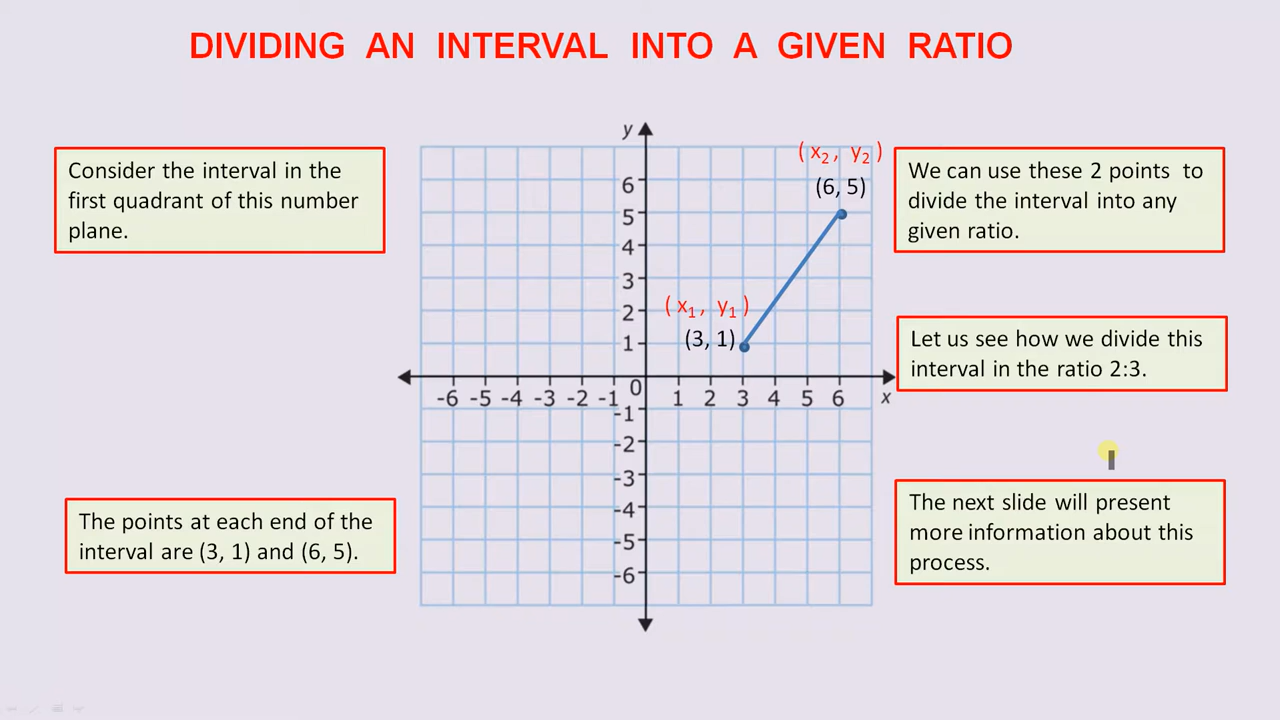 DIVIDING AN INTERVAL INTO A GIVEN RATIO
Consider the interval in the
first quadrant of this number
plane.
The points at each end of the
interval are (3, 1) and (6, 5).
y
( x₂ , y₂ )
(6, 5)
6
5
4
3
2
1
( x₁ , y₁ )
(3, 1)
0
-6 -5 -4 -3 -2 -1 1 2 3 4 5 6 x
-1
-2
-3
-4
-5
-6
We can use these 2 points to
divide the interval into any
given ratio.
Let us see how we divide this
interval in the ratio 2:3.
The next slide will present
more information about this
process.